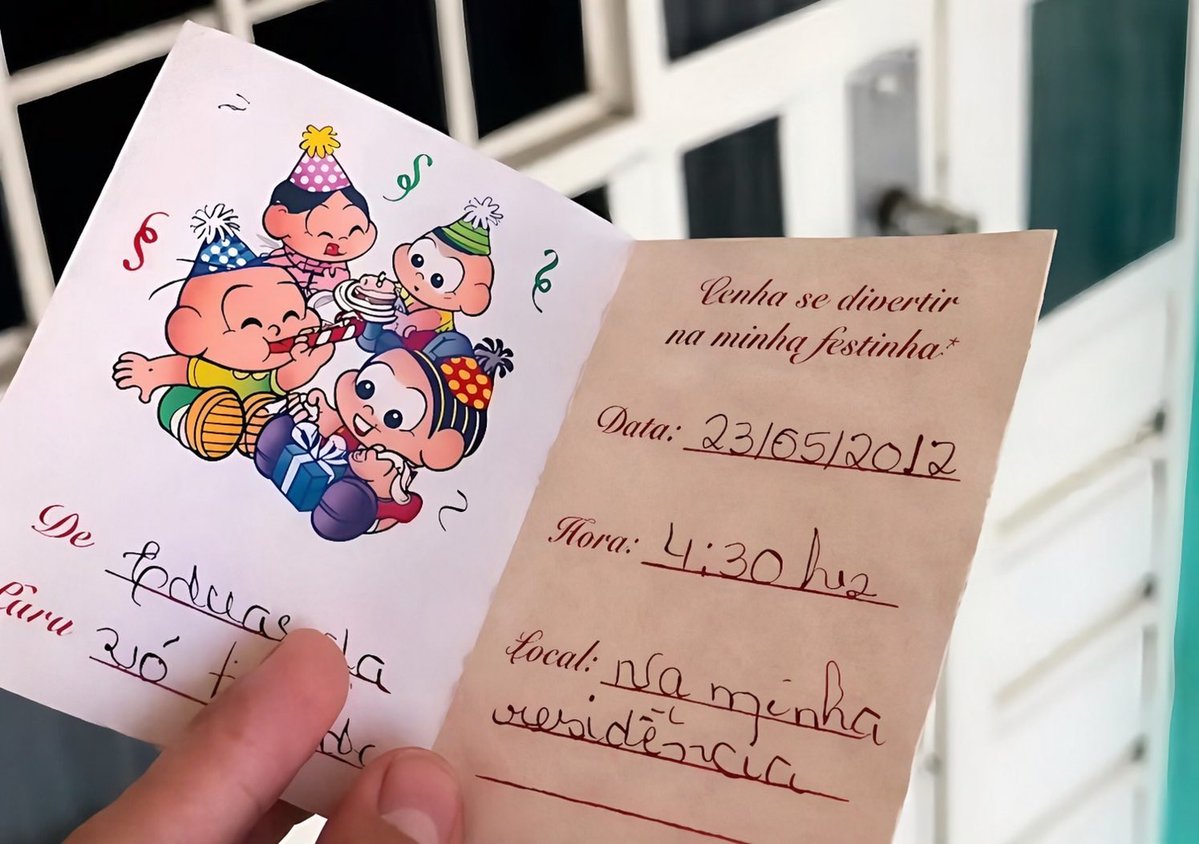 De Eduarda
Para vó
Venha se divertir
na minha festinha*
Data: 23/05/2012
Hora: 4:30 hrs
Local: Na minha
residência